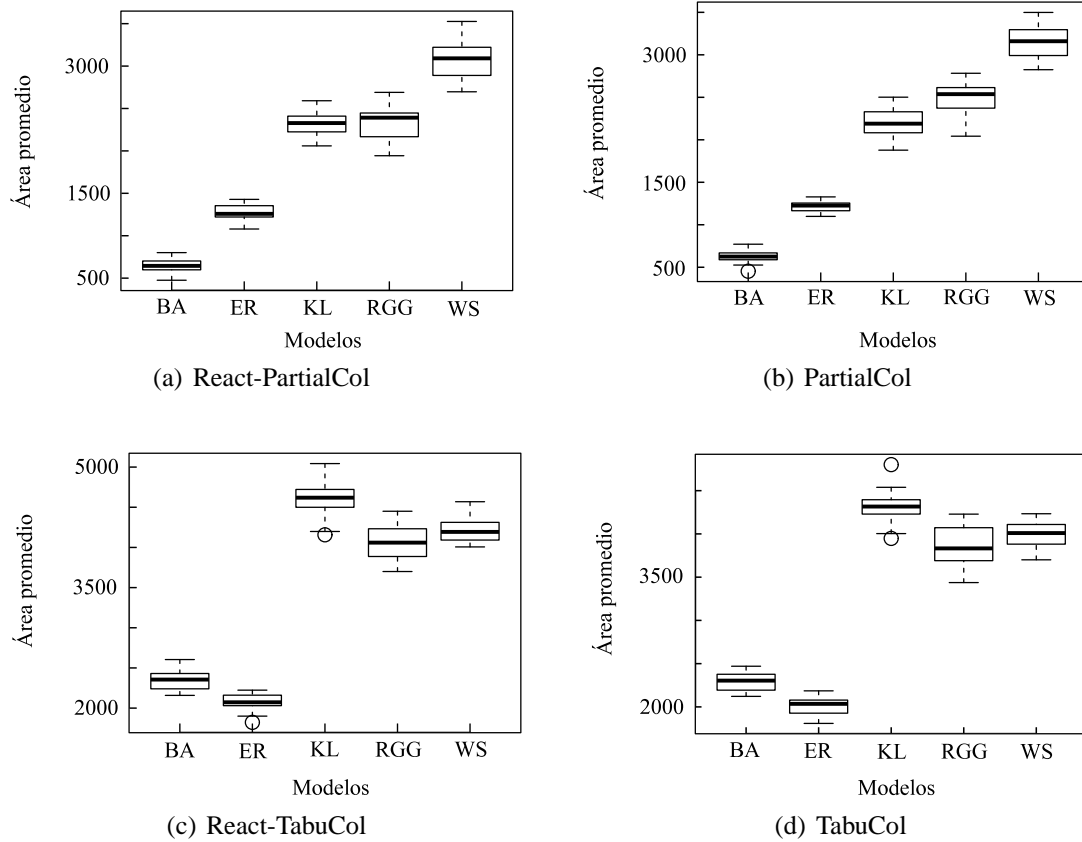 Área promedio
3000
1500
500
BA ER KL RGG WS
Modelos
(a) React-PartialCol
Área promedio
3000
1500
500
BA ER KL RGG WS
Modelos
(b) PartialCol
Área promedio
5000
3500
2000
BA ER KL RGG WS
Modelos
(c) React-TabuCol
Área promedio
3500
2000
BA ER KL RGG WS
Modelos
(d) TabuCol